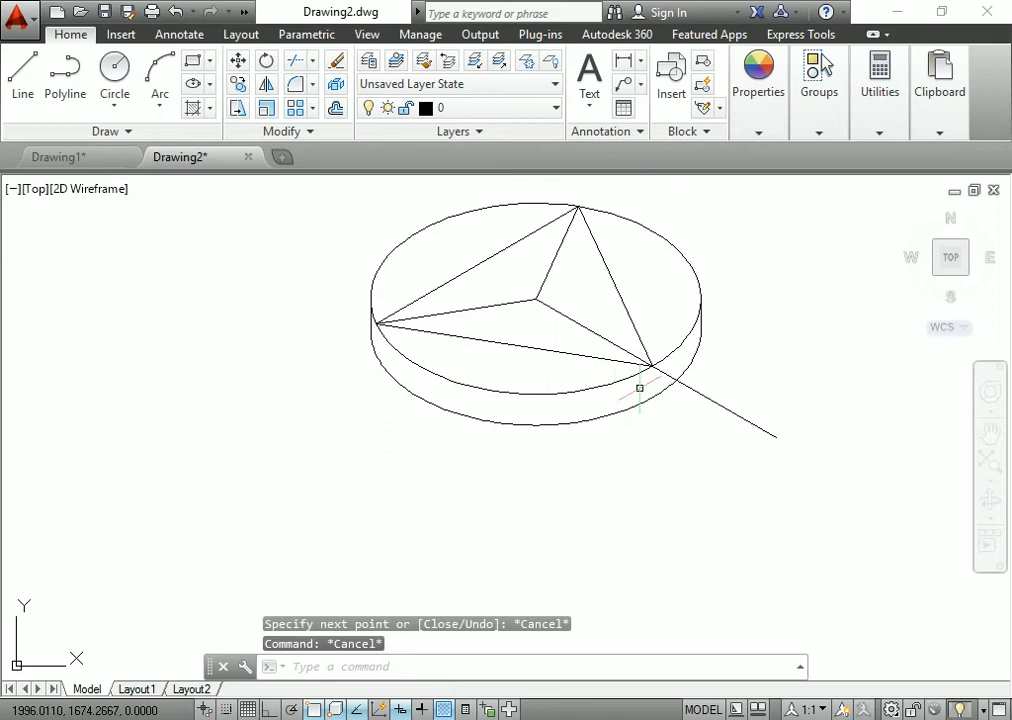 Drawing2.dwg
Type a keyword or phrase
Sign In
Home Insert Annotate Layout Parametric View Manage Output Plug-ins Autodesk 360 Featured Apps Express Tools
Unsaved Layer State
0
Line Polyline Circle Arc
Text
Insert
Properties Groups Utilities Clipboard
Draw Modify Layers Annotation Block
Drawing1* Drawing2*
[−][Top][2D Wireframe]
N
W TOP E
S
WCS
Y
X
Specify next point or [Close/Undo]: *Cancel*
Command: *Cancel*
Type a command
Model Layout1 Layout2
1996.0110, 1674.2667, 0.0000
MODEL
1:1